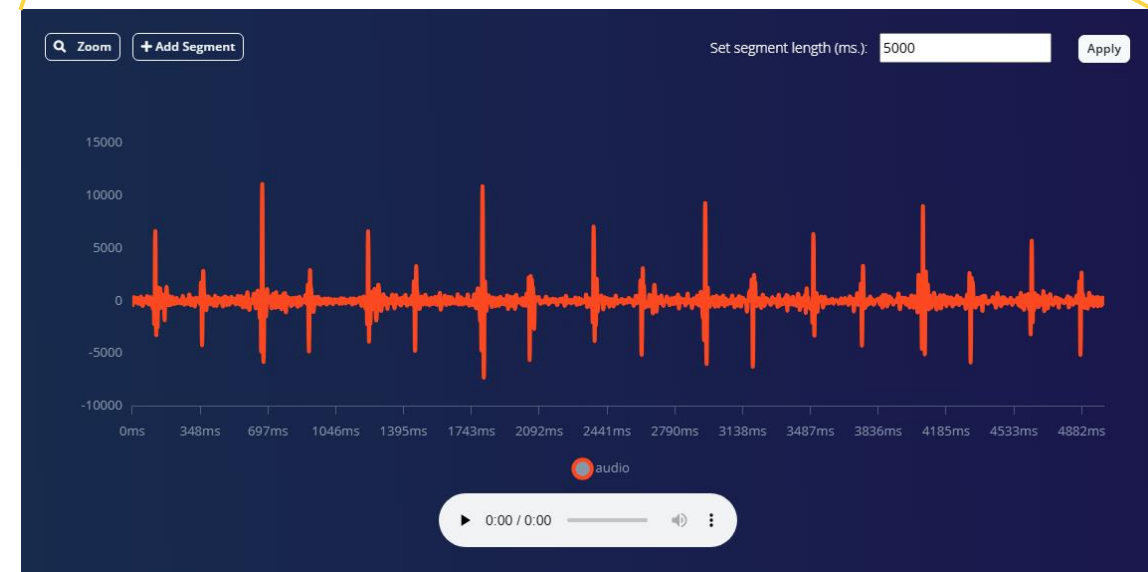 Zoom
+ Add Segment
Set segment length (ms.): 5000
Apply
15000
10000
5000
0
-5000
-10000
0ms 348ms 697ms 1046ms 1395ms 1743ms 2092ms 2441ms 2790ms 3138ms 3487ms 3836ms 4185ms 4533ms 4882ms
audio
0:00 / 0:00